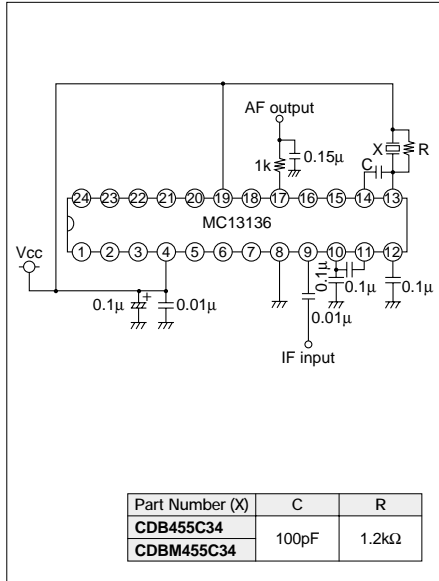 AF output
X
R
C
0.15μ
1k
24 23 22 21 20 19 18 17 16 15 14 13
MC13136
1 2 3 4 5 6 7 8 9 10 11 12
Vcc
0.1μ
+
0.01μ
0.01μ
0.1μ
0.1μ
0.1μ
IF input
Part Number (X) C R
CDB455C34
100pF 1.2kΩ
CDBM455C34